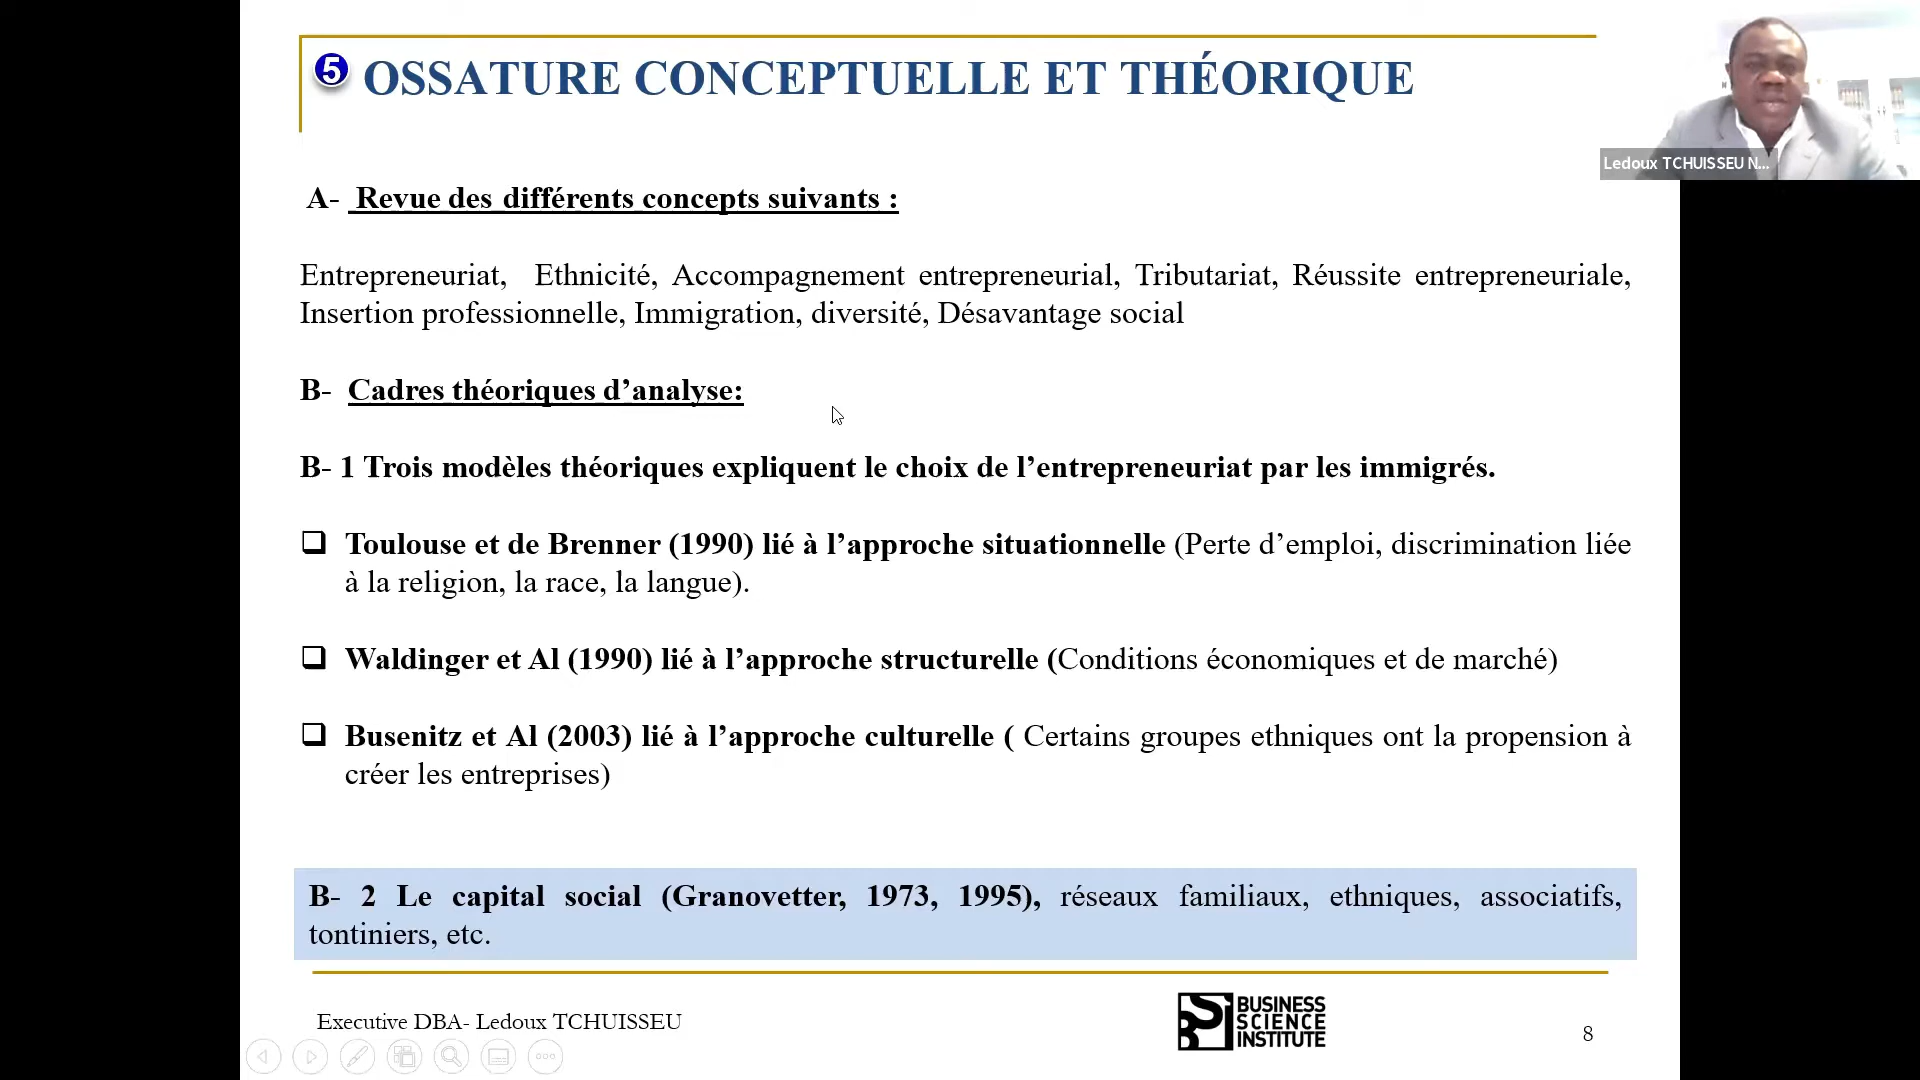 5 OSSATURE CONCEPTUELLE ET THÉORIQUE
Ledoux TCHUISSEU N...
A- Revue des différents concepts suivants :
Entrepreneuriat, Ethnicité, Accompagnement entrepreneurial, Tributariat, Réussite entrepreneuriale,
Insertion professionnelle, Immigration, diversité, Désavantage social
B- Cadres théoriques d’analyse:
B- 1 Trois modèles théoriques expliquent le choix de l’entrepreneuriat par les immigrés.
Toulouse et de Brenner (1990) lié à l’approche situationnelle (Perte d’emploi, discrimination liée
à la religion, la race, la langue).
Waldinger et Al (1990) lié à l’approche structurelle (Conditions économiques et de marché)
Busenitz et Al (2003) lié à l’approche culturelle ( Certains groupes ethniques ont la propension à
créer les entreprises)
B- 2 Le capital social (Granovetter, 1973, 1995), réseaux familiaux, ethniques, associatifs,
tontiniers, etc.
Executive DBA- Ledoux TCHUISSEU
BUSINESS
SCIENCE
INSTITUTE
8